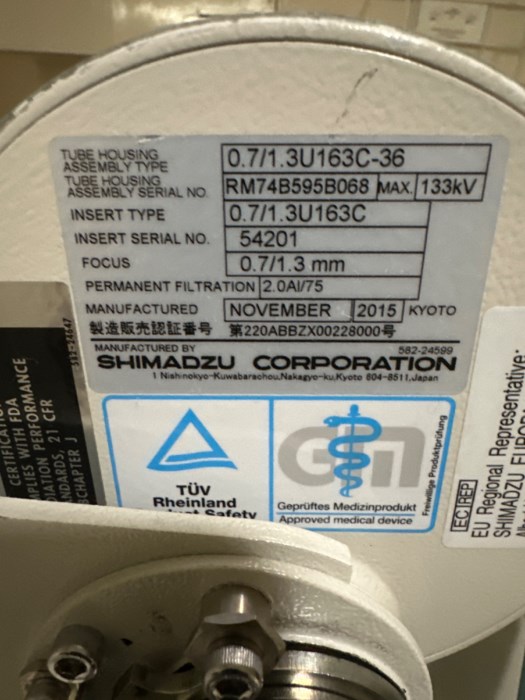 TUBE HOUSING
ASSEMBLY TYPE
0.7/1.3U163C-36
TUBE HOUSING
ASSEMBLY SERIAL NO.
RM74B595B068 MAX. 133kV
INSERT TYPE 0.7/1.3U163C
INSERT SERIAL NO. 54201
FOCUS 0.7/1.3 mm
PERMANENT FILTRATION 2.0Al/75
MANUFACTURED NOVEMBER 2015 KYOTO
製造販売認証番号 第220ABBZX00228000号
MANUFACTURED BY 582-24599
SHIMADZU CORPORATION
1 Nishinokyo-Kuwabarachou,Nakagyo-ku,Kyoto 604-8511,Japan
TÜV
Rheinland
Safety
GM
Geprüftes Medizinprodukt
Approved medical device
Freiwillige Produktprüfung
WITH FDA
PERFORMANCE
21 CFR
J
EC REP
EU Regional Representative:
SHIMADZU